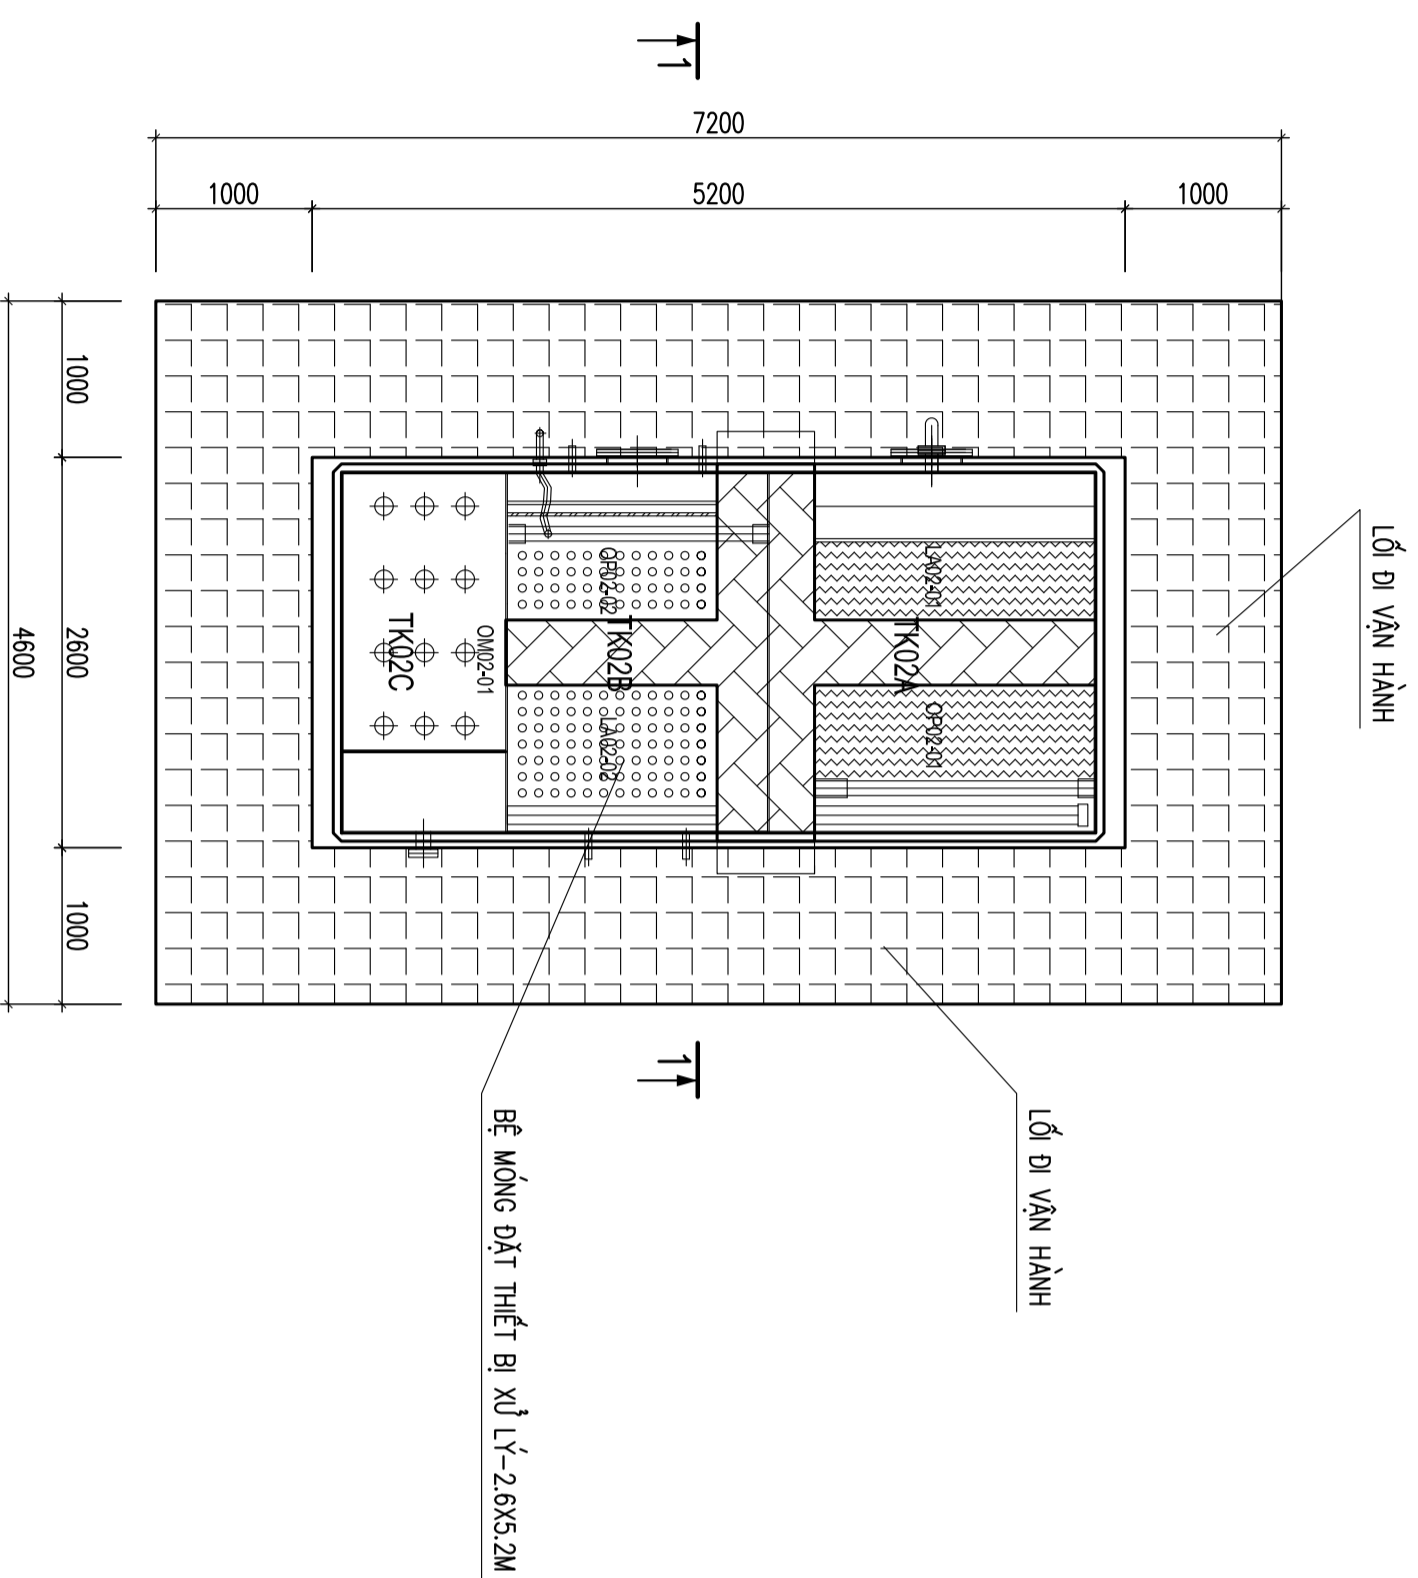 1
7200
1000
5200
1000
LỐI ĐI VẬN HÀNH
1000
2600
1000
4600
LA02-01
TK02A
OP02-01
OP02-02
TK02B
LA02-02
OM02-01
TK02C
1
LỐI ĐI VẬN HÀNH
BỆ MÓNG ĐẶT THIẾT BỊ XỬ LÝ-2.6X5.2M